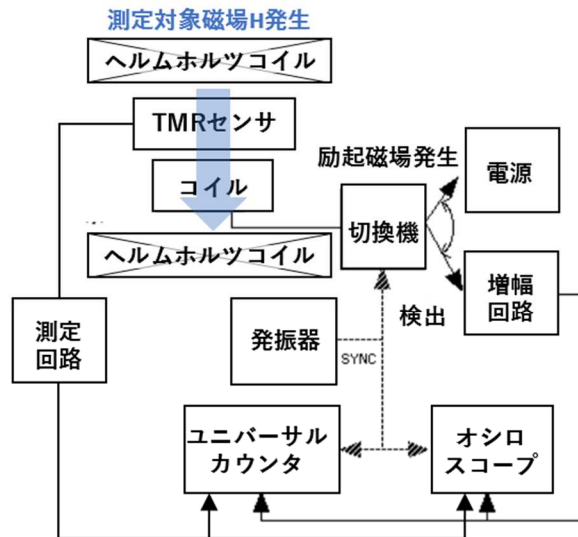 測定対象磁場H発生
ヘルムホルツコイル
TMRセンサ
励起磁場発生
電源
コイル
切換機
ヘルムホルツコイル
増幅
回路
検出
測定
回路
発振器
SYNC
ユニバーサル
カウンタ
オシロ
スコープ